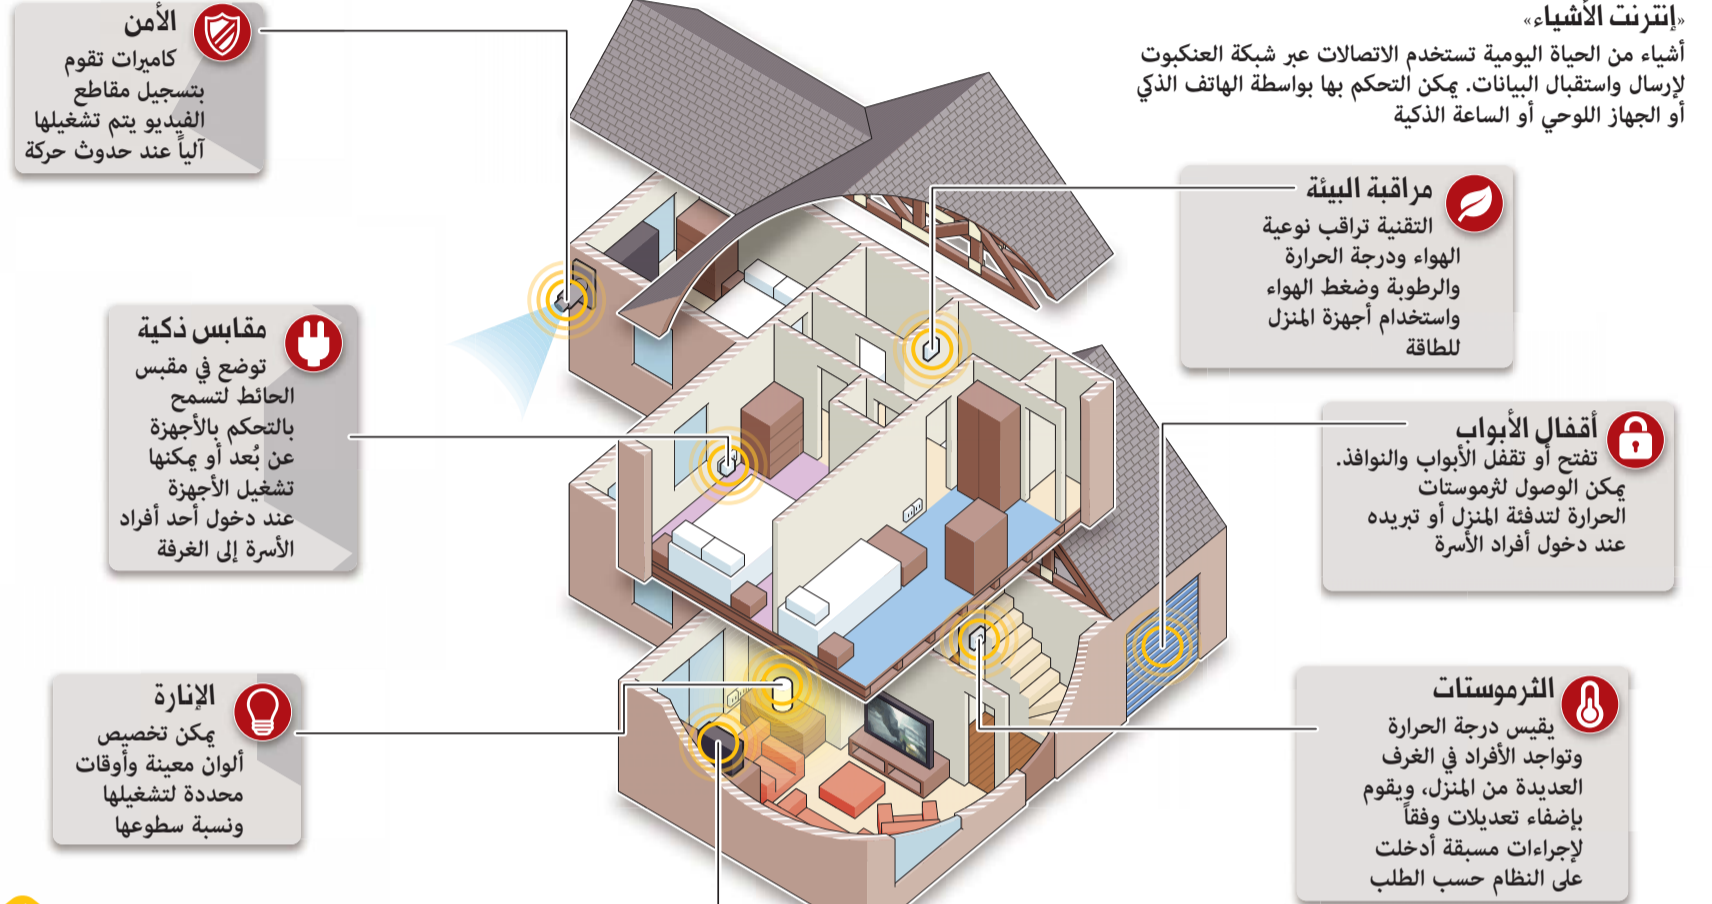 «إنترنت الأشياء»
أشياء من الحياة اليومية تستخدم الاتصالات عبر شبكة العنكبوت
لإرسال واستقبال البيانات. يمكن التحكم بها بواسطة الهاتف الذكي
أو الجهاز اللوحي أو الساعة الذكية
مراقبة البيئة
التقنية تراقب نوعية
الهواء ودرجة الحرارة
والرطوبة وضغط الهواء
واستخدام أجهزة المنزل
للطاقة
أقفال الأبواب
تفتح أو تقفل الأبواب والنوافذ.
يمكن الوصول لثرموستات
الحرارة لتدفئة المنزل أو تبريده
عند دخول أفراد الأسرة
الثرموستات
يقيس درجة الحرارة
وتواجد الأفراد في الغرف
العديدة من المنزل، ويقوم
بإضفاء تعديلات وفقاً
لإجراءات مسبقة أدخلت
على النظام حسب الطلب
الأمن
كاميرات تقوم
بتسجيل مقاطع
الفيديو يتم تشغيلها
آلياً عند حدوث حركة
مقابس ذكية
توضع في مقبس
الحائط لتسمح
بالتحكم بالأجهزة
عن بُعد أو يمكنها
تشغيل الأجهزة
عند دخول أحد أفراد
الأسرة إلى الغرفة
الإنارة
يمكن تخصيص
ألوان معينة وأوقات
محددة لتشغيلها
ونسبة سطوعها